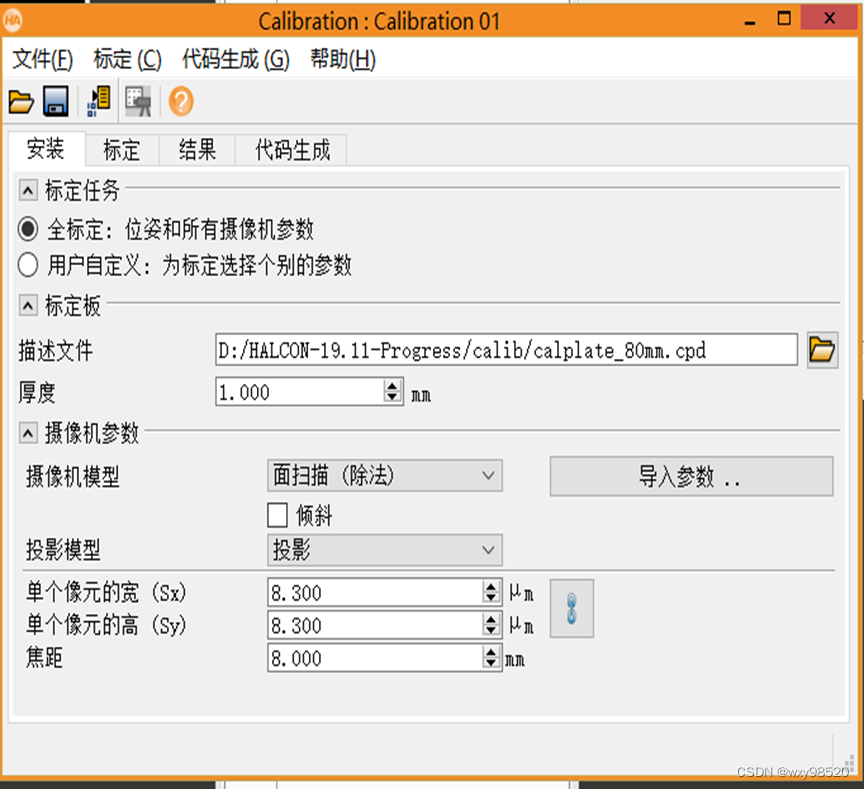 HA Calibration : Calibration 01
文件(F) 标定 (C) 代码生成 (G) 帮助(H)
安装 标定 结果 代码生成
标定任务
全标定: 位姿和所有摄像机参数
用户自定义: 为标定选择个别的参数
标定板
描述文件 D:/HALCON-19.11-Progress/calib/calplate_80mm.cpd
厚度 1.000 mm
摄像机参数
摄像机模型 面扫描 (除法) 导入参数 ..
倾斜
投影模型 投影
单个像元的宽 (Sx) 8.300 μm
单个像元的高 (Sy) 8.300 μm
焦距 8.000 mm
CSDN @wxy98520